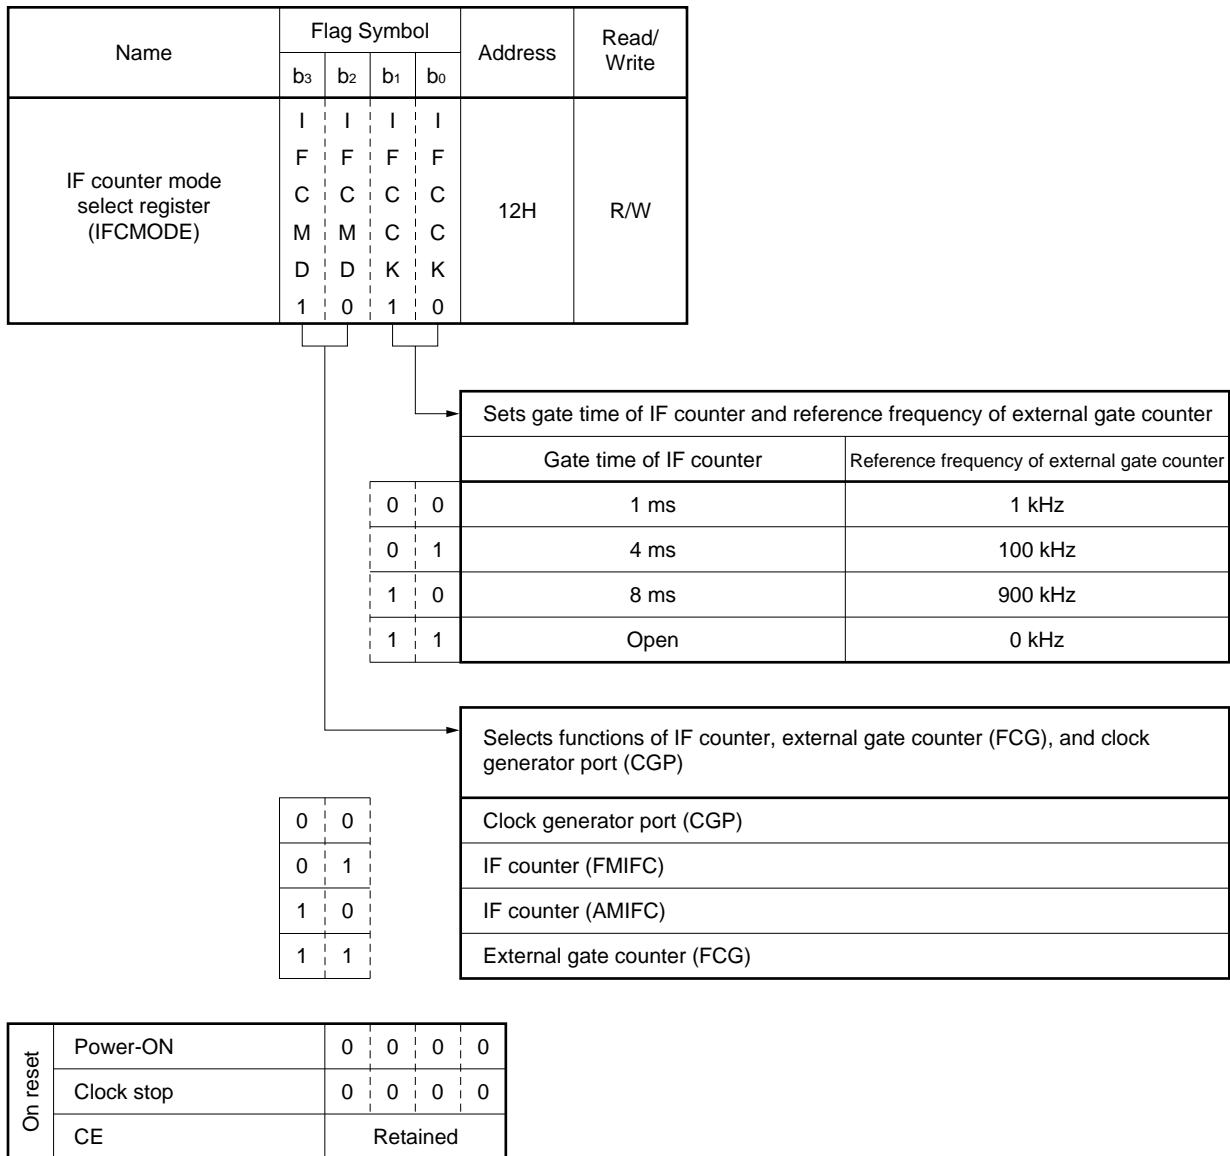 Name
Flag Symbol
Address
Read/
Write
b3 b2 b1 b0
IF counter mode
select register
(IFCMODE)
I I I I
F F F F
C C C C
M M C C
D D K K
1 0 1 0
12H
R/W
Sets gate time of IF counter and reference frequency of external gate counter
Gate time of IF counter
Reference frequency of external gate counter
0 0 1 ms 1 kHz
0 1 4 ms 100 kHz
1 0 8 ms 900 kHz
1 1 Open 0 kHz
Selects functions of IF counter, external gate counter (FCG), and clock
generator port (CGP)
0 0 Clock generator port (CGP)
0 1 IF counter (FMIFC)
1 0 IF counter (AMIFC)
1 1 External gate counter (FCG)
On reset
Power-ON 0 0 0 0
Clock stop 0 0 0 0
CE Retained